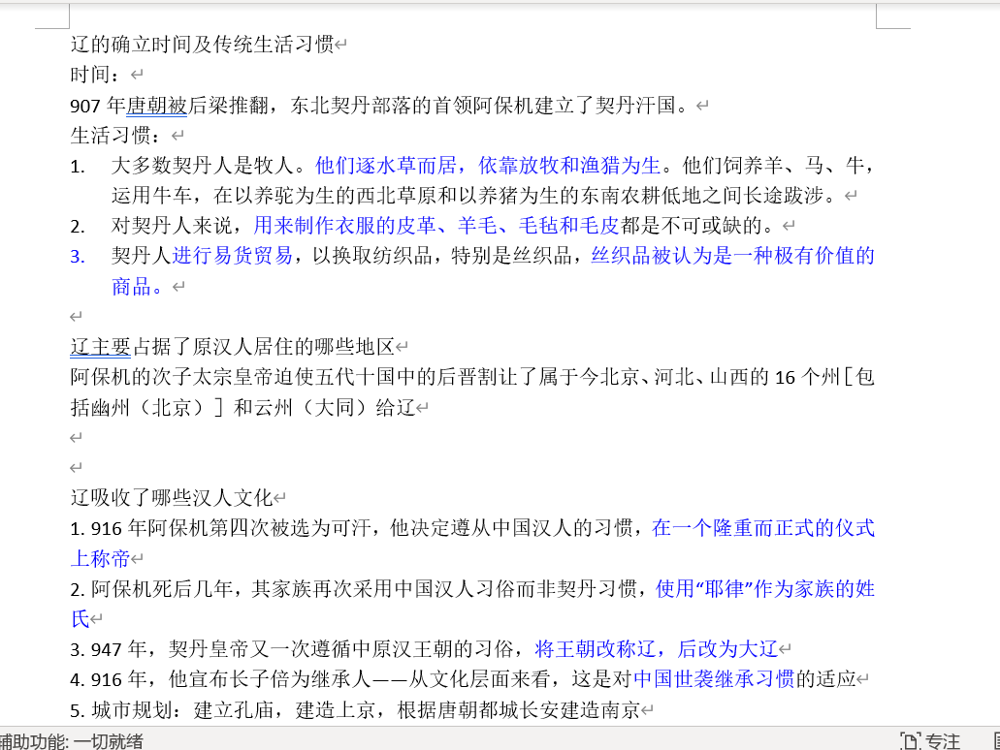 辽的确立时间及传统生活习惯
时间：
907 年唐朝被后梁推翻，东北契丹部落的首领阿保机建立了契丹汗国。
生活习惯：
1. 大多数契丹人是牧人。他们逐水草而居，依靠放牧和渔猎为生。他们饲养羊、马、牛，
运用牛车，在以养驼为生的西北草原和以养猪为生的东南农耕低地之间长途跋涉。
2. 对契丹人来说，用来制作衣服的皮革、羊毛、毛毡和毛皮都是不可或缺的。
3. 契丹人进行易货贸易，以换取纺织品，特别是丝织品，丝织品被认为是一种极有价值的
商品。
辽主要占据了原汉人居住的哪些地区
阿保机的次子太宗皇帝迫使五代十国中的后晋割让了属于今北京、河北、山西的 16 个州［包
括幽州（北京）］和云州（大同）给辽
辽吸收了哪些汉人文化
1. 916 年阿保机第四次被选为可汗，他决定遵从中国汉人的习惯，在一个隆重而正式的仪式
上称帝
2. 阿保机死后几年，其家族再次采用中国汉人习俗而非契丹习惯，使用“耶律”作为家族的姓
氏
3. 947 年，契丹皇帝又一次遵循中原汉王朝的习俗，将王朝改称辽，后改为大辽
4. 916 年，他宣布长子倍为继承人——从文化层面来看，这是对中国世袭继承习惯的适应
5. 城市规划：建立孔庙，建造上京，根据唐朝都城长安建造南京
辅助功能: 一切就绪
专注